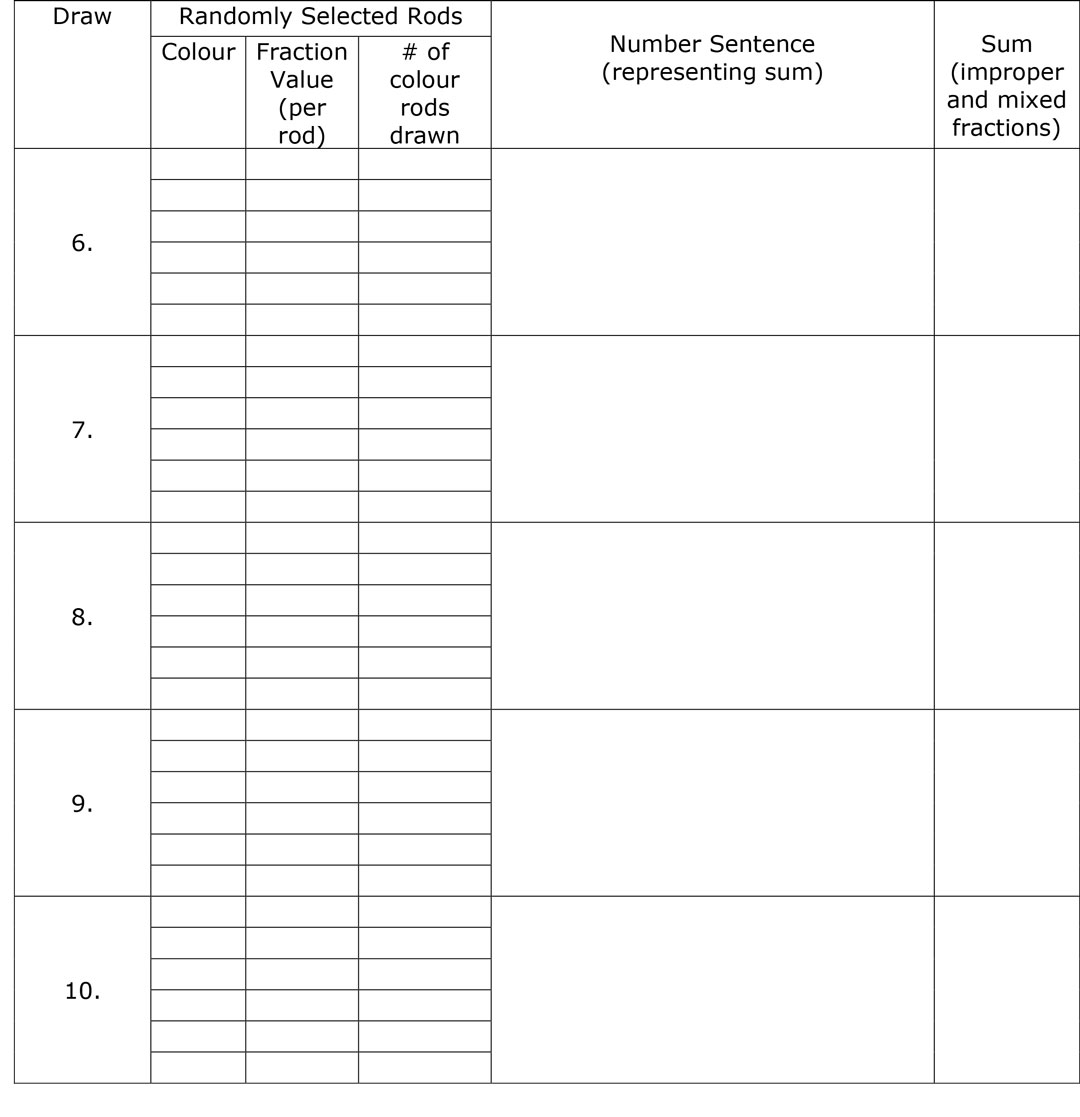 Draw
Randomly Selected Rods
Colour
Fraction
Value
(per
rod)
# of
colour
rods
drawn
Number Sentence
(representing sum)
Sum
(improper
and mixed
fractions)
6.
7.
8.
9.
10.